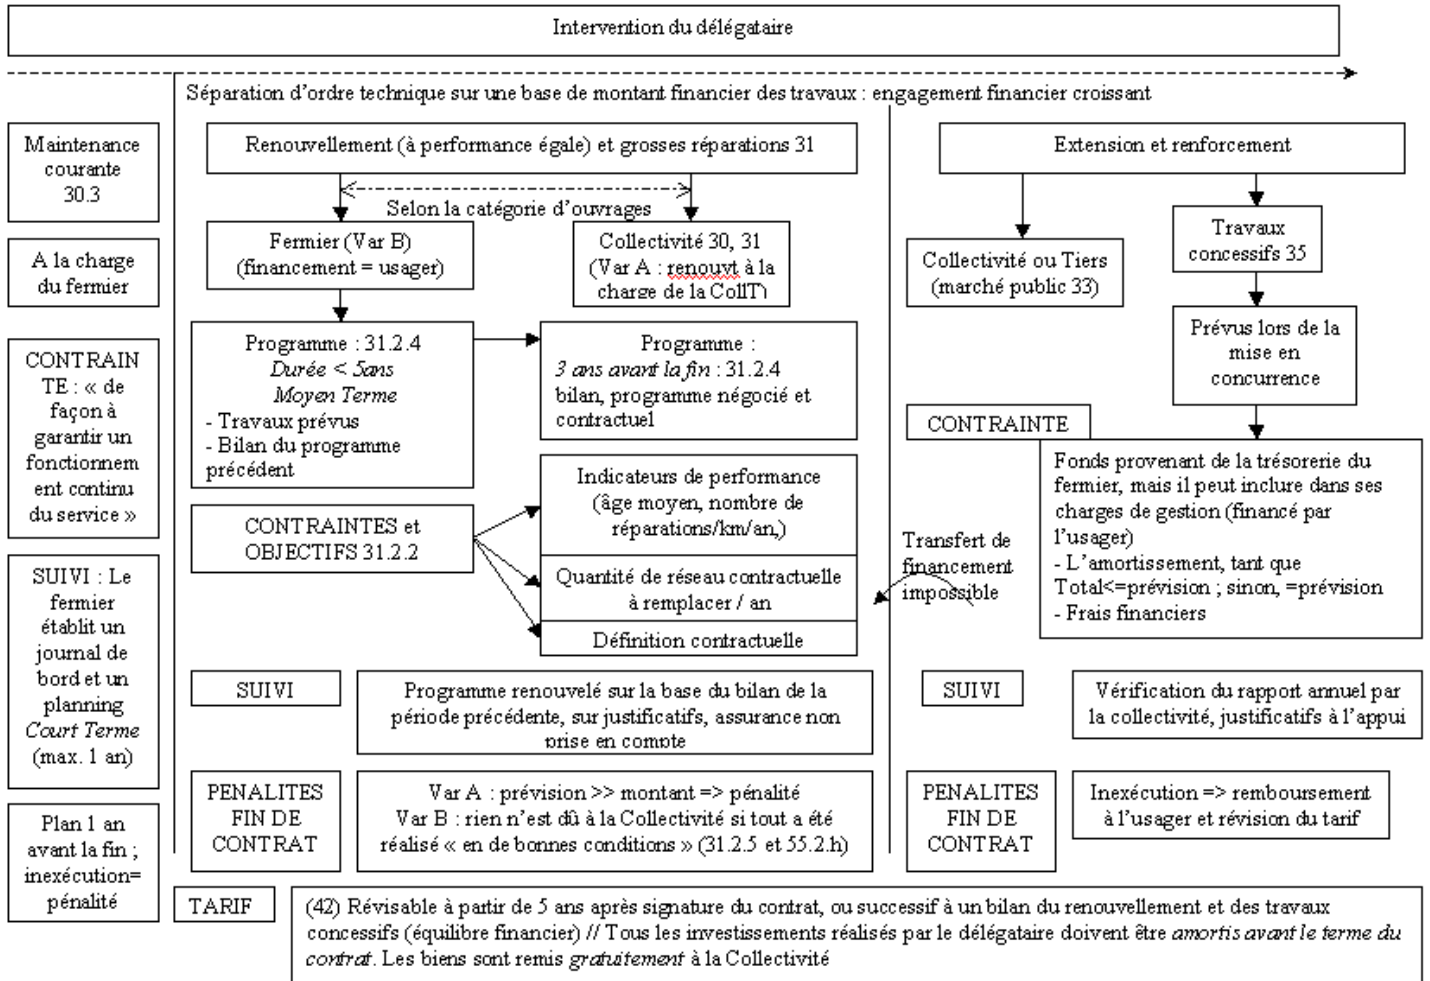 Intervention du délégataire
Séparation d'ordre technique sur une base de montant financier des travaux : engagement financier croissant
Maintenance
courante
30.3
A la charge
du fermier
CONTRAIN
TE : « de
façon à
garantir un
fonctionnem
ent continu
du service »
SUIVI : Le
fermier
établit un
journal de
bord et un
planning
Court Terme
(max. 1 an)
Plan 1 an
avant la fin ;
inexécution=
pénalité
Renouvellement (à performance égale) et grosses réparations 31
Selon la catégorie d'ouvrages
Fermier (Var B)
(financement = usager)
Collectivité 30, 31
(Var A : renouvt à la
charge de la CollT)
Programme : 31.2.4
Durée < 5ans
Moyen Terme
- Travaux prévus
- Bilan du programme
précédent
Programme :
3 ans avant la fin : 31.2.4
bilan, programme négocié et
contractuel
CONTRAINTES et
OBJECTIFS 31.2.2
Indicateurs de performance
(âge moyen, nombre de
réparations/km/an,)
Quantité de réseau contractuelle
à remplacer / an
Définition contractuelle
SUIVI
Programme renouvelé sur la base du bilan de la
période précédente, sur justificatifs, assurance non
prise en compte
PENALITES
FIN DE
CONTRAT
Var A : prévision >> montant => pénalité
Var B : rien n'est dû à la Collectivité si tout a été
réalisé « en de bonnes conditions » (31.2.5 et 55.2.h)
Extension et renforcement
Collectivité ou Tiers
(marché public 33)
Travaux
concessifs 35
Prévus lors de la
mise en
concurrence
CONTRAINTE
Fonds provenant de la trésorerie du
fermier, mais il peut inclure dans ses
charges de gestion (financé par
l'usager)
- L'amortissement, tant que
Total<=prévision ; sinon, =prévision
- Frais financiers
Transfert de
financement
impossible
SUIVI
Vérification du rapport annuel par
la collectivité, justificatifs à l'appui
PENALITES
FIN DE
CONTRAT
Inexécution => remboursement
à l'usager et révision du tarif
TARIF
(42) Révisable à partir de 5 ans après signature du contrat, ou successif à un bilan du renouvellement et des travaux
concessifs (équilibre financier) // Tous les investissements réalisés par le délégataire doivent être amortis avant le terme du
contrat. Les biens sont remis gratuitement à la Collectivité